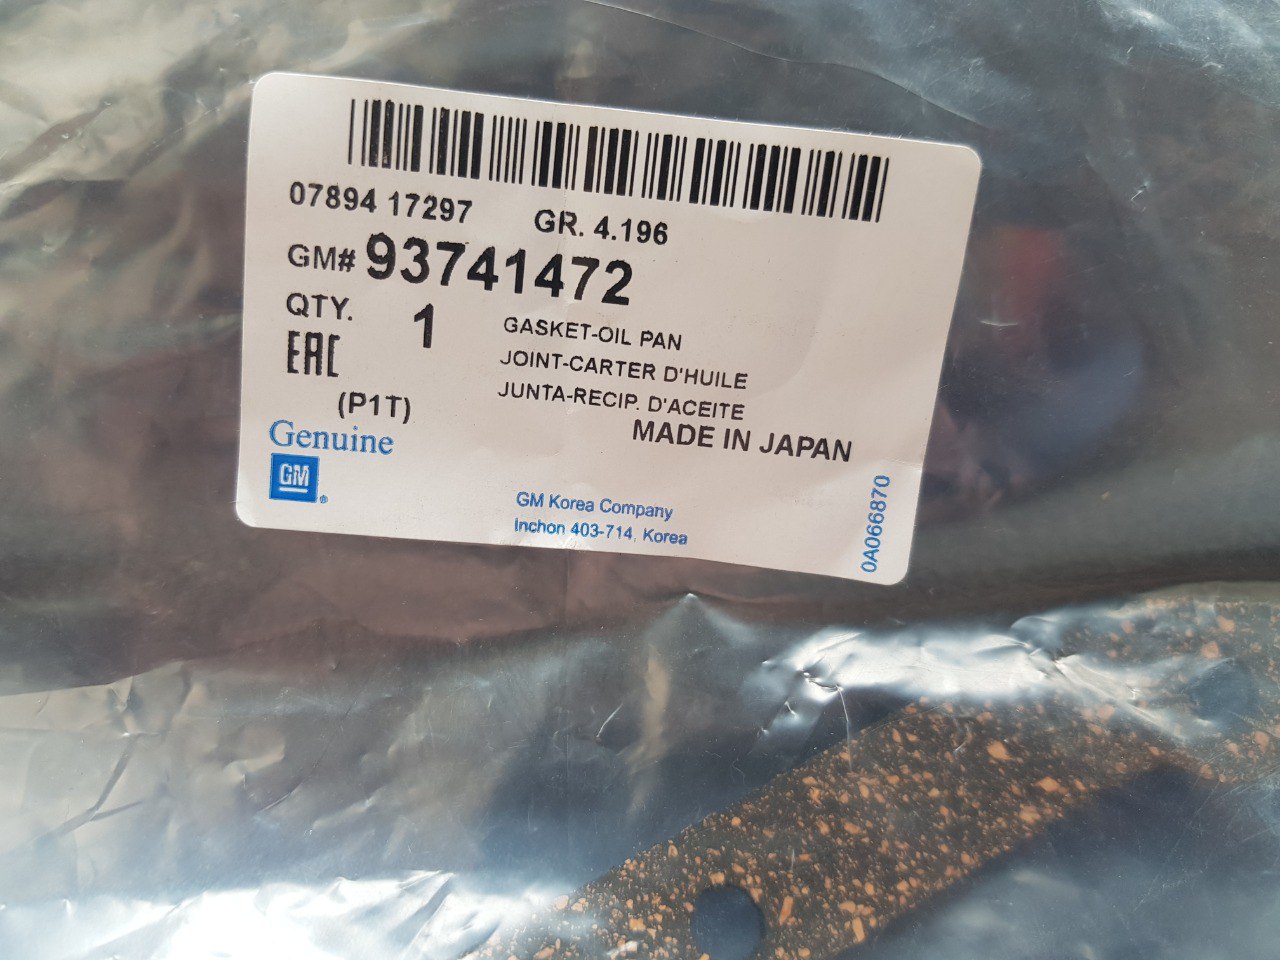 07894 17297 GR. 4.196
GM# 93741472
QTY. 1
GASKET-OIL PAN
EAC
JOINT-CARTER D'HUILE
JUNTA-RECIP. D'ACEITE
(P1T)
MADE IN JAPAN
Genuine
GM
GM Korea Company
Inchon 403-714, Korea
0A066870